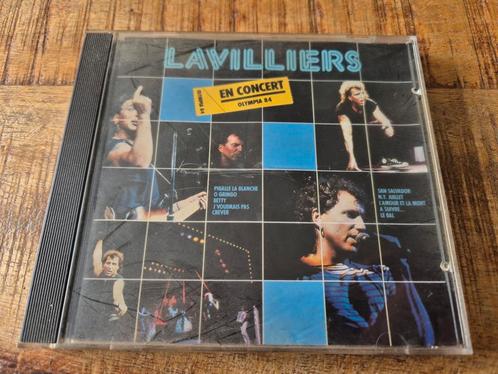 LAVILLIERS
EN CONCERT
OLYMPIA 84
PIGALLE LA BLANCHE
O GRINGO
BETTY
J'VOUDRAIS PAS
CREVER
SAN SALVADOR
N.Y. JUILLET
L'AMOUR ET LA MORT
A SUIVRE...
LE BAL